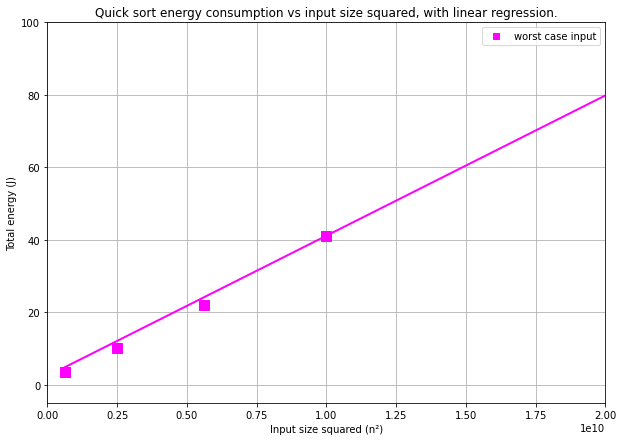 Quick sort energy consumption vs input size squared, with linear regression.
worst case input
Total energy (J)
100
80
60
40
20
0
0.00 0.25 0.50 0.75 1.00 1.25 1.50 1.75 2.00
1e10
Input size squared (n²)